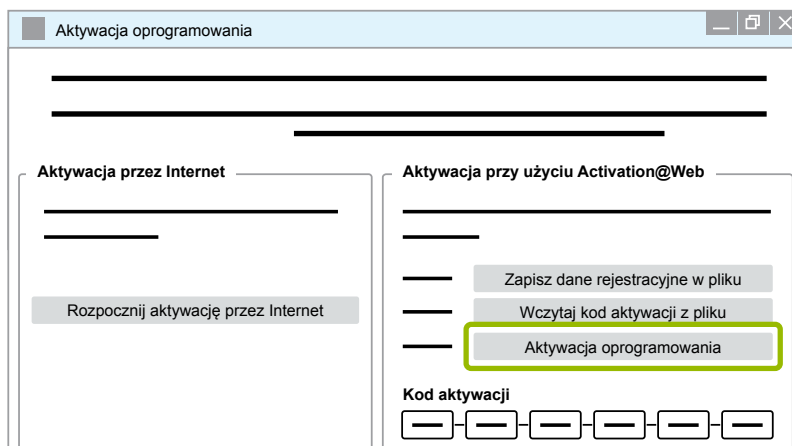 Aktywacja oprogramowania
Aktywacja przez Internet
Rozpocznij aktywację przez Internet
Aktywacja przy użyciu Activation@Web
Zapisz dane rejestracyjne w pliku
Wczytaj kod aktywacji z pliku
Aktywacja oprogramowania
Kod aktywacji